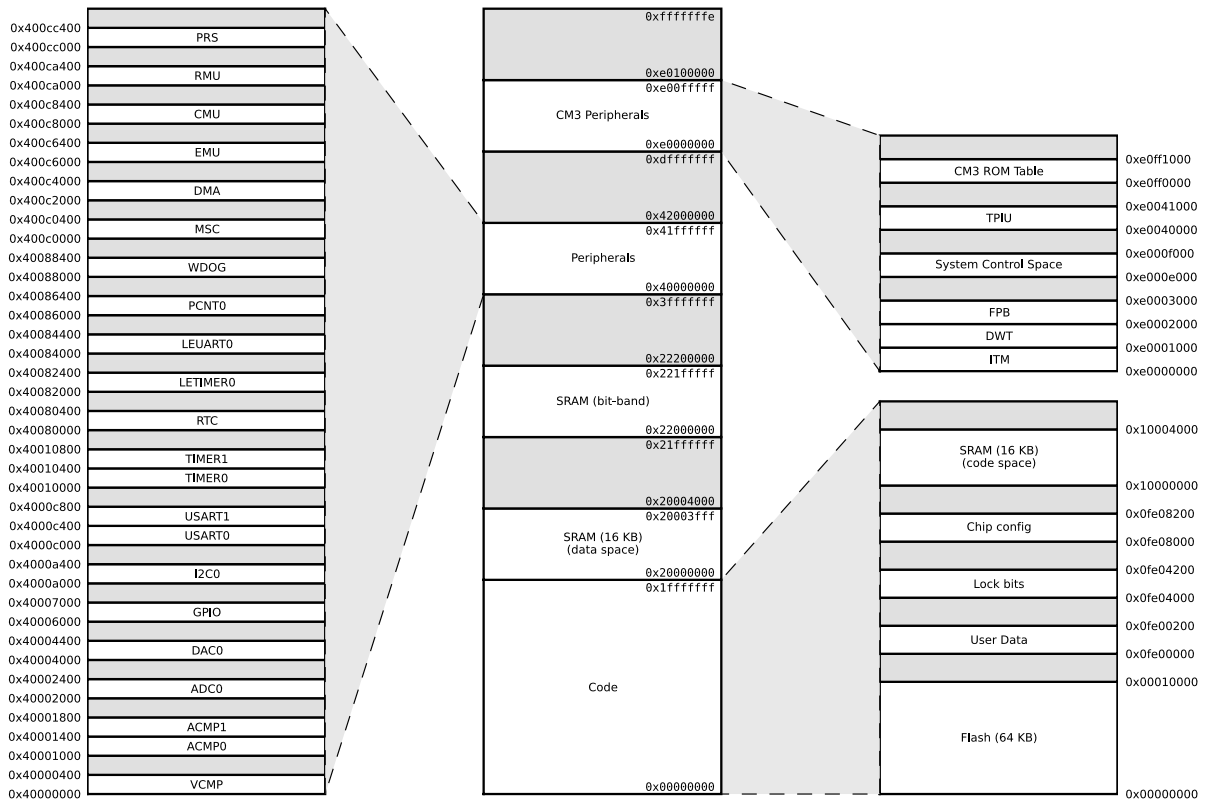 0x400cc400
PRS
0x400cc000
0x400ca400
RMU
0x400ca000
0x400c8400
CMU
0x400c8000
0x400c6400
EMU
0x400c6000
0x400c4000
DMA
0x400c2000
0x400c0400
MSC
0x400c0000
0x40088400
WDOG
0x40088000
0x40086400
PCNT0
0x40086000
0x40084400
LEUART0
0x40084000
0x40082400
LETIMER0
0x40082000
0x40080400
RTC
0x40080000
0x40010800
TIMER1
0x40010400
TIMER0
0x40010000
0x4000c800
USART1
0x4000c400
USART0
0x4000c000
0x4000a400
I2C0
0x4000a000
0x40007000
GPIO
0x40006000
0x40004400
DAC0
0x40004000
0x40002400
ADC0
0x40002000
0x40001800
ACMP1
0x40001400
ACMP0
0x40001000
0x40000400
VCMP
0x40000000
0xfffffffe
0xe0100000
0xe00fffff
CM3 Peripherals
0xe0000000
0xdfffffff
0x42000000
0x41ffffff
Peripherals
0x40000000
0x3fffffff
0x22200000
0x221fffff
SRAM (bit-band)
0x22000000
0x21ffffff
0x20004000
0x20003fff
SRAM (16 KB)
(data space)
0x20000000
0x1fffffff
Code
0x00000000
0xe0ff1000
CM3 ROM Table
0xe0ff0000
0xe0041000
TPIU
0xe0040000
0xe000f000
System Control Space
0xe000e000
0xe0003000
FPB
0xe0002000
DWT
0xe0001000
ITM
0xe0000000
0x10004000
SRAM (16 KB)
(code space)
0x10000000
0x0fe08200
Chip config
0x0fe08000
0x0fe04200
Lock bits
0x0fe04000
0x0fe00200
User Data
0x0fe00000
0x00010000
Flash (64 KB)
0x00000000